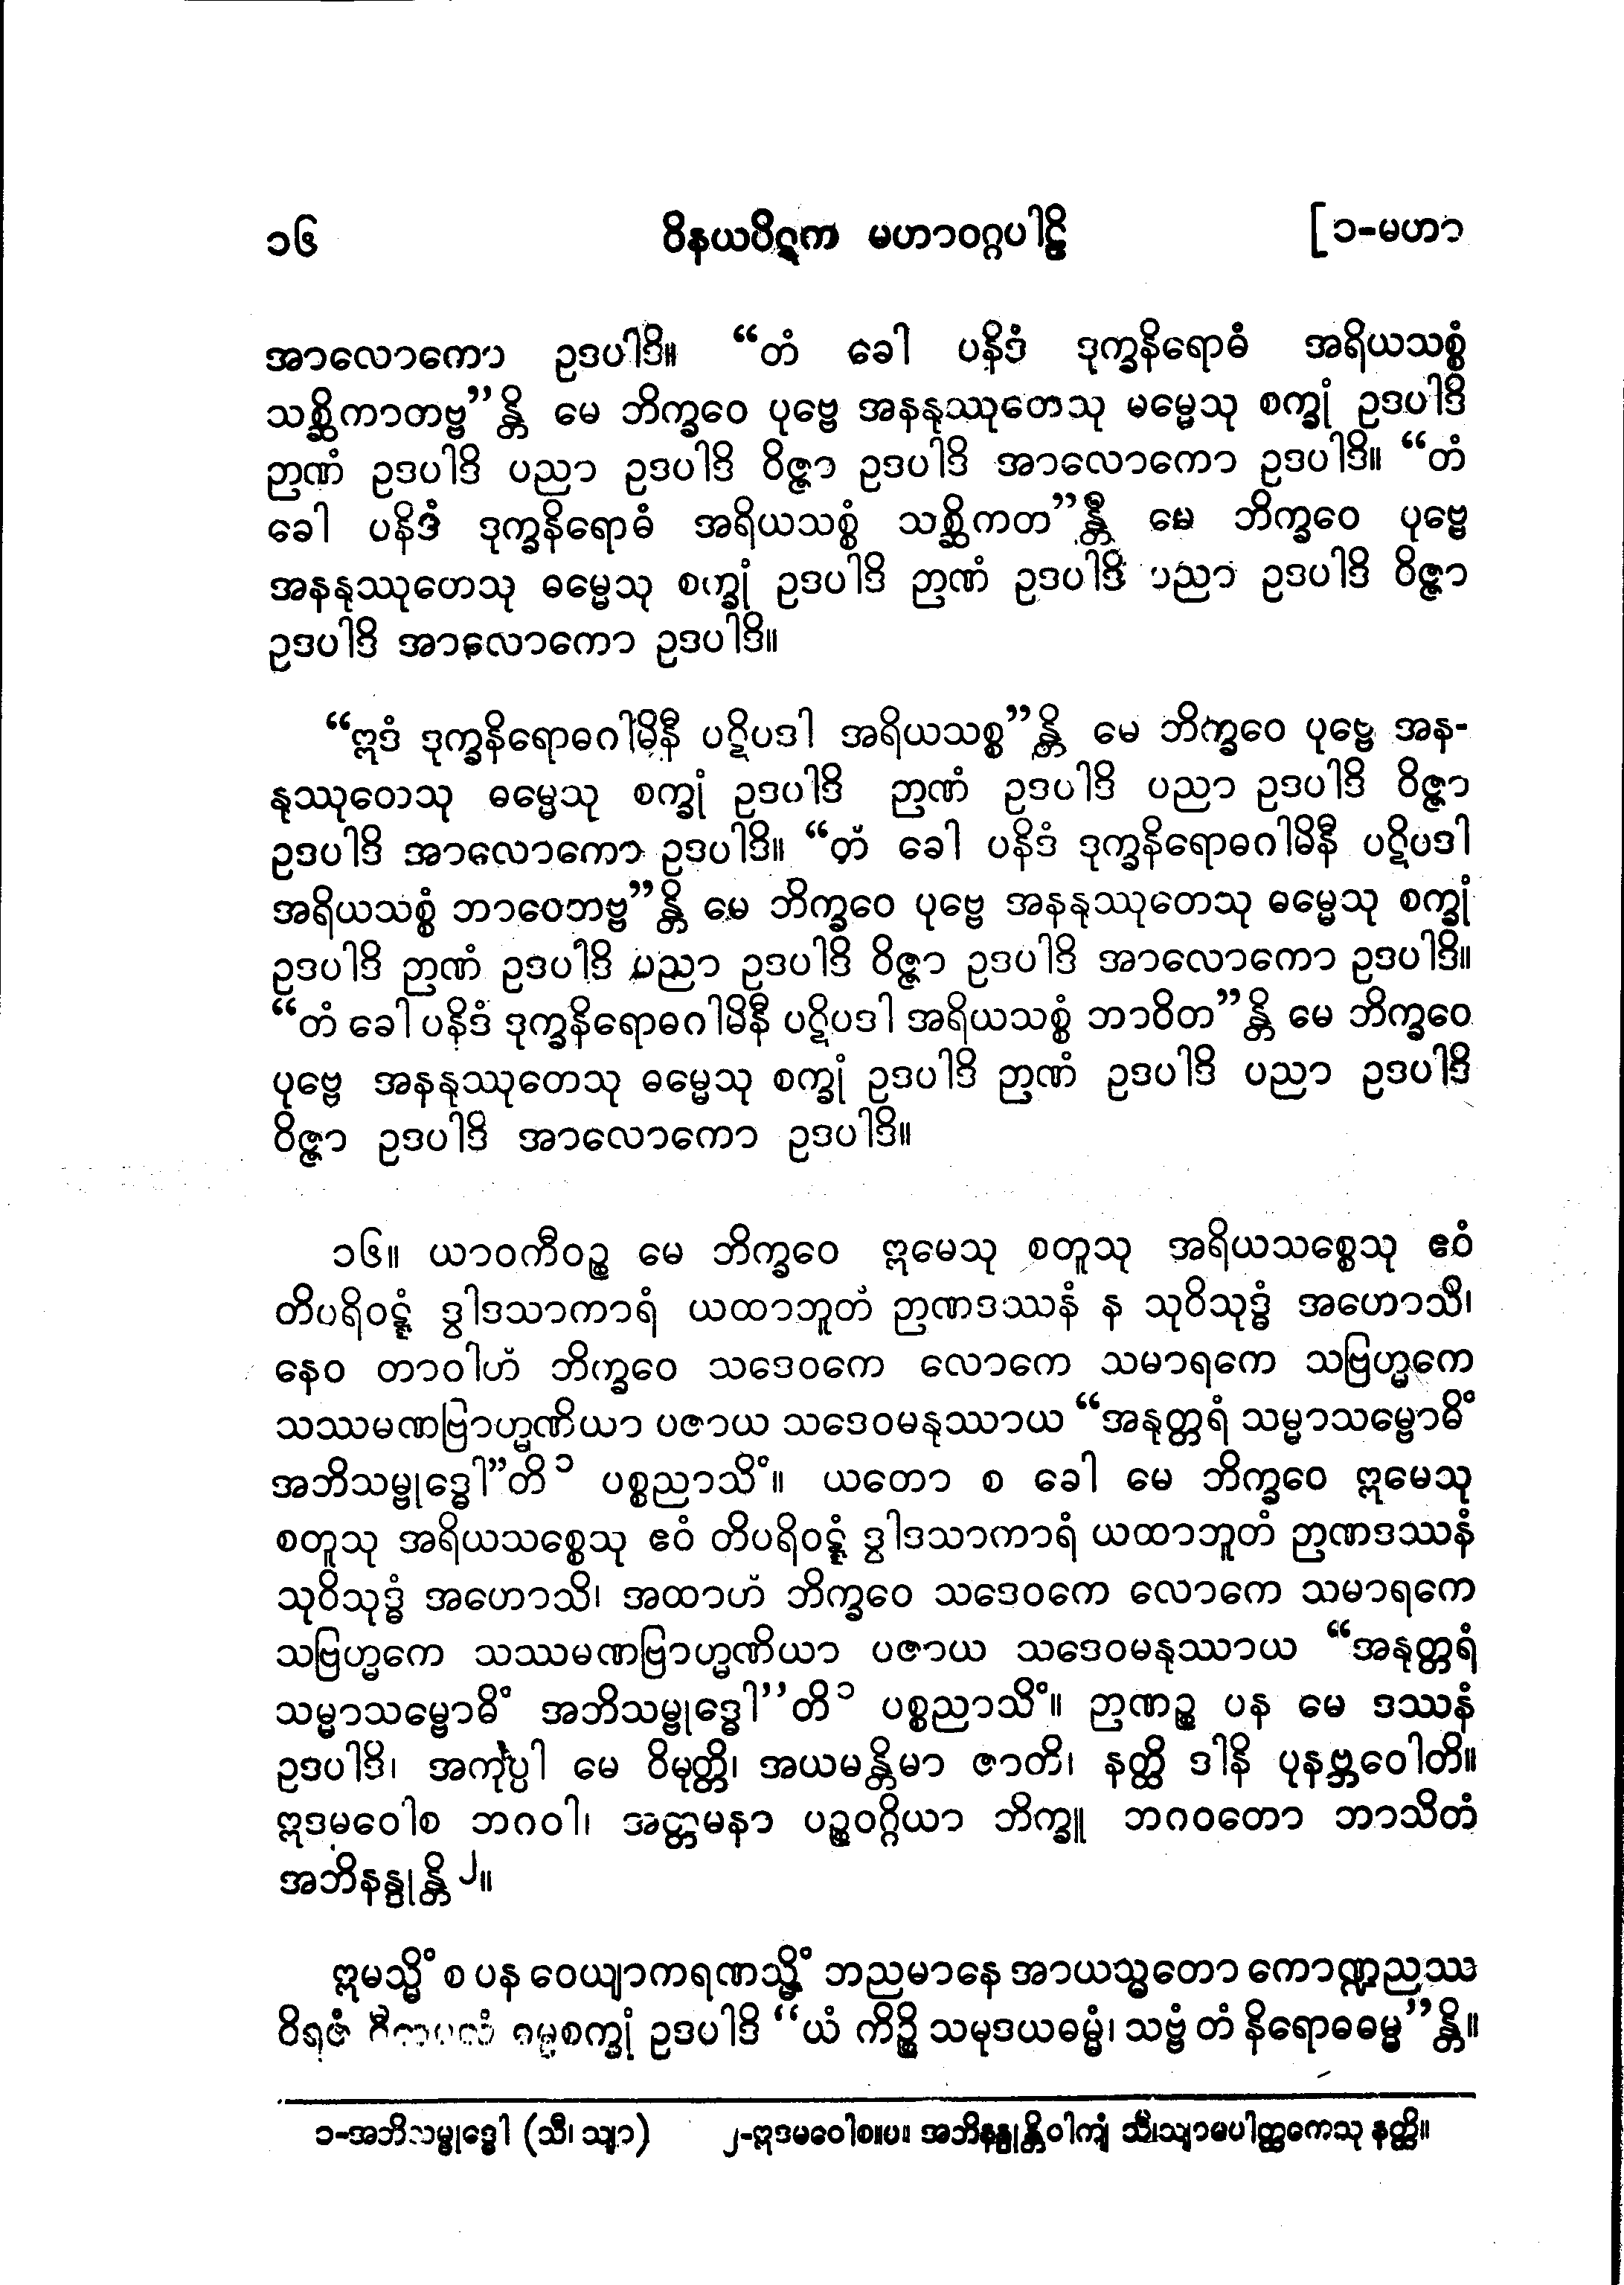 ၁၆ ဝိနယပိဋက မဟာဝဂ္ဂပါဠိ [ ၁-မဟာ
အာလောကော ဥဒပါဒိ။ “တံ ခေါ ပနိဒံ ဒုက္ခနိရောဓံ အရိယသစ္စံ
သစ္ဆိကာတဗ္ဗ”န္တိ မေ ဘိက္ခဝေ ပုဗ္ဗေ အနနုဿုတေသု ဓမ္မေသု စက္ခုံ ဥဒပါဒိ
ဉာဏံ ဥဒပါဒိ ပညာ ဥဒပါဒိ ဝိဇ္ဇာ ဥဒပါဒိ အာလောကော ဥဒပါဒိ။ “တံ
ခေါ ပနိဒံ ဒုက္ခနိရောဓံ အရိယသစ္စံ သစ္ဆိကတ”န္တိ မေ ဘိက္ခဝေ ပုဗ္ဗေ
အနနုဿုတေသု ဓမ္မေသု စက္ခုံ ဥဒပါဒိ ဉာဏံ ဥဒပါဒိ ပညာ ဥဒပါဒိ ဝိဇ္ဇာ
ဥဒပါဒိ အာလောကော ဥဒပါဒိ။
“ဣဒံ ဒုက္ခနိရောဓဂါမိနီ ပဋိပဒါ အရိယသစ္စ”န္တိ မေ ဘိက္ခဝေ ပုဗ္ဗေ အန-
နုဿုတေသု ဓမ္မေသု စက္ခုံ ဥဒပါဒိ ဉာဏံ ဥဒပါဒိ ပညာ ဥဒပါဒိ ဝိဇ္ဇာ
ဥဒပါဒိ အာလောကော ဥဒပါဒိ။ “တံ ခေါ ပနိဒံ ဒုက္ခနိရောဓဂါမိနီ ပဋိပဒါ
အရိယသစ္စံ ဘာဝေတဗ္ဗ”န္တိ မေ ဘိက္ခဝေ ပုဗ္ဗေ အနနုဿုတေသု ဓမ္မေသု စက္ခုံ
ဥဒပါဒိ ဉာဏံ ဥဒပါဒိ ပညာ ဥဒပါဒိ ဝိဇ္ဇာ ဥဒပါဒိ အာလောကော ဥဒပါဒိ။
“တံ ခေါ ပနိဒံ ဒုက္ခနိရောဓဂါမိနီ ပဋိပဒါ အရိယသစ္စံ ဘာဝိတ”န္တိ မေ ဘိက္ခဝေ
ပုဗ္ဗေ အနနုဿုတေသု ဓမ္မေသု စက္ခုံ ဥဒပါဒိ ဉာဏံ ဥဒပါဒိ ပညာ ဥဒပါဒိ
ဝိဇ္ဇာ ဥဒပါဒိ အာလောကော ဥဒပါဒိ။
၁၆။ ယာဝကီဝဉ္စ မေ ဘိက္ခဝေ ဣမေသု စတူသု အရိယသစ္စေသု ဧဝံ
တိပရိဝဋ္ဋံ ဒွါဒသာကာရံ ယထာဘူတံ ဉာဏဒဿနံ န သုဝိသုဒ္ဓံ အဟောသိ၊
နေဝ တာဝါဟံ ဘိက္ခဝေ သဒေဝကေ လောကေ သမာရကေ သဗြဟ္မကေ
သဿမဏဗြာဟ္မဏိယာ ပဇာယ သဒေဝမနုဿာယ “အနုတ္တရံ သမ္မာသမ္ဗောဓိံ
အဘိသမ္ဗုဒ္ဓေါ”တိ ၁ ပစ္စညာသိံ။ ယတော စ ခေါ မေ ဘိက္ခဝေ ဣမေသု
စတူသု အရိယသစ္စေသု ဧဝံ တိပရိဝဋ္ဋံ ဒွါဒသာကာရံ ယထာဘူတံ ဉာဏဒဿနံ
သုဝိသုဒ္ဓံ အဟောသိ၊ အထာဟံ ဘိက္ခဝေ သဒေဝကေ လောကေ သမာရကေ
သဗြဟ္မကေ သဿမဏဗြာဟ္မဏိယာ ပဇာယ သဒေဝမနုဿာယ “အနုတ္တရံ
သမ္မာသမ္ဗောဓိံ အဘိသမ္ဗုဒ္ဓေါ”တိ ၁ ပစ္စညာသိံ။ ဉာဏဉ္စ ပန မေ ဒဿနံ
ဥဒပါဒိ၊ အကုပ္ပါ မေ ဝိမုတ္တိ၊ အယမန္တိမာ ဇာတိ၊ နတ္ထိ ဒါနိ ပုနဗ္ဘဝေါတိ။
ဣဒမဝေါစ ဘဂဝါ၊ အတ္တမနာ ပဉ္စဝဂ္ဂိယာ ဘိက္ခူ ဘဂဝတော ဘာသိတံ
အဘိနန္ဒုန္တိ ၂။
ဣမသ္မိံ စ ပန ဝေယျာကရဏသ္မိံ ဘညမာနေ အာယသ္မတော ကောဏ္ဍညဿ
ဝိရဇံ ဝီတမလံ ဓမ္မစက္ခုံ ဥဒပါဒိ “ယံ ကိဉ္စိ သမုဒယဓမ္မံ၊ သဗ္ဗံ တံ နိရောဓဓမ္မ”န္တိ။
၁-အဘိသမ္ဗုဒ္ဓေါ (သီ၊ သျာ) ၂-ဣဒမဝေါစ။ပ။ အဘိနန္ဒုန္တိဝါကျံ သီ၊သျာမပါတ္ထကေသု နတ္ထိ။